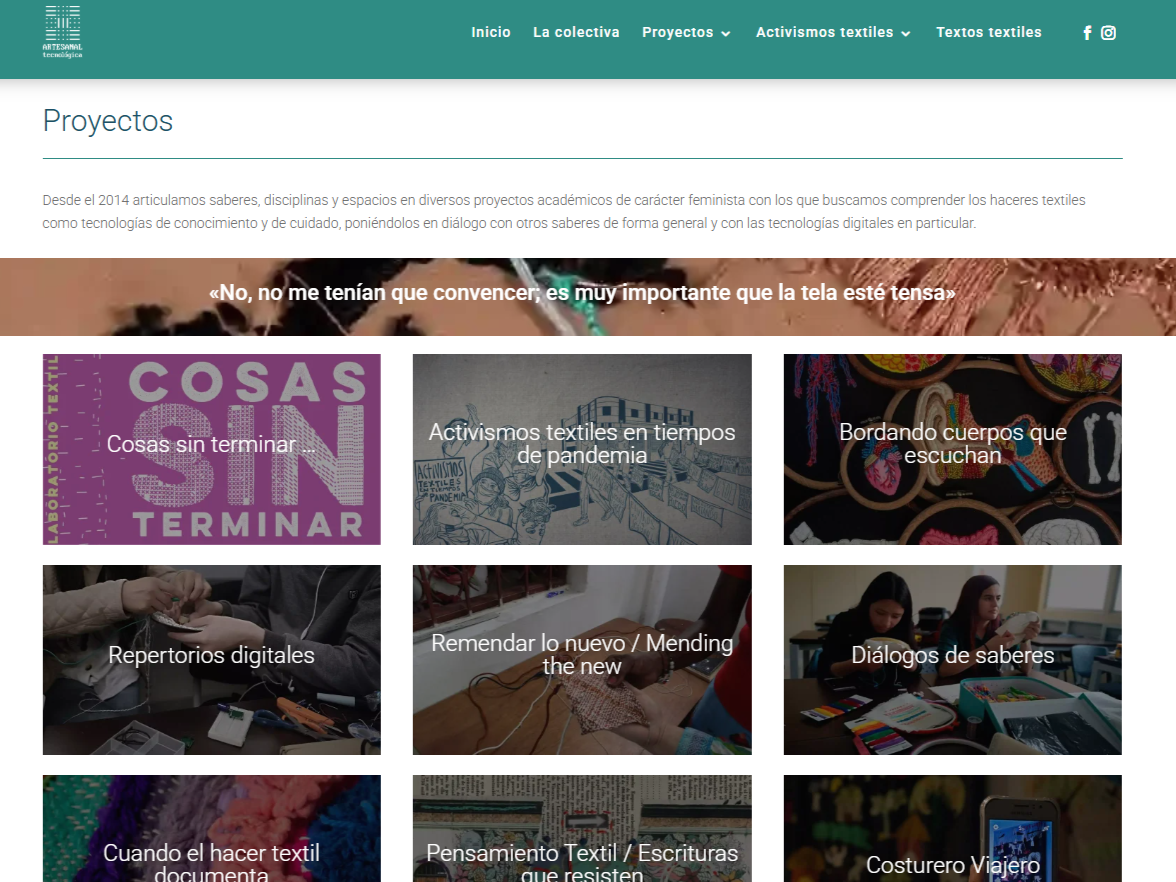 ARTESANAL
tecnológica
Inicio
La colectiva
Proyectos
Activismos textiles
Textos textiles
Proyectos
Desde el 2014 articulamos saberes, disciplinas y espacios en diversos proyectos académicos de carácter feminista con los que buscamos comprender los haceres textiles
como tecnologías de conocimiento y de cuidado, poniéndolos en diálogo con otros saberes de forma general y con las tecnologías digitales en particular.
«No, no me tenían que convencer; es muy importante que la tela esté tensa»
LABORATORIO TEXTIL
COSAS
SIN
TERMINAR
Cosas sin terminar ...
Activismos textiles en tiempos
de pandemia
ACTIVISMOS
TEXTILES
EN TIEMPOS
DE PANDEMIA
Bordando cuerpos que
escuchan
Repertorios digitales
Remendar lo nuevo / Mending
the new
Diálogos de saberes
Cuando el hacer textil
documenta
Pensamiento Textil / Escrituras
que resisten
Costurero Viajero